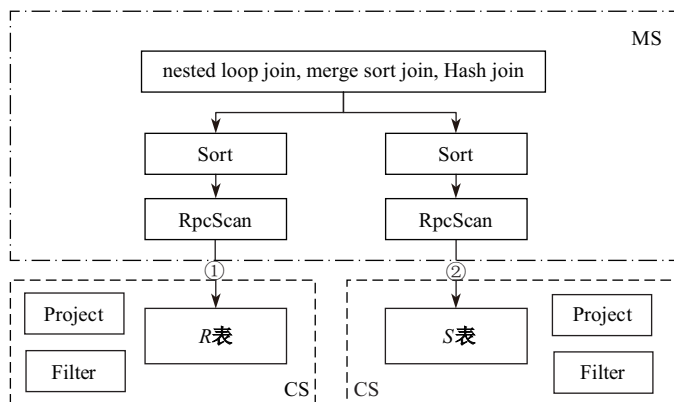 MS
nested loop join, merge sort join, Hash join
Sort
Sort
RpcScan
RpcScan
①
②
Project
R表
S表
Project
Filter
CS
CS
Filter